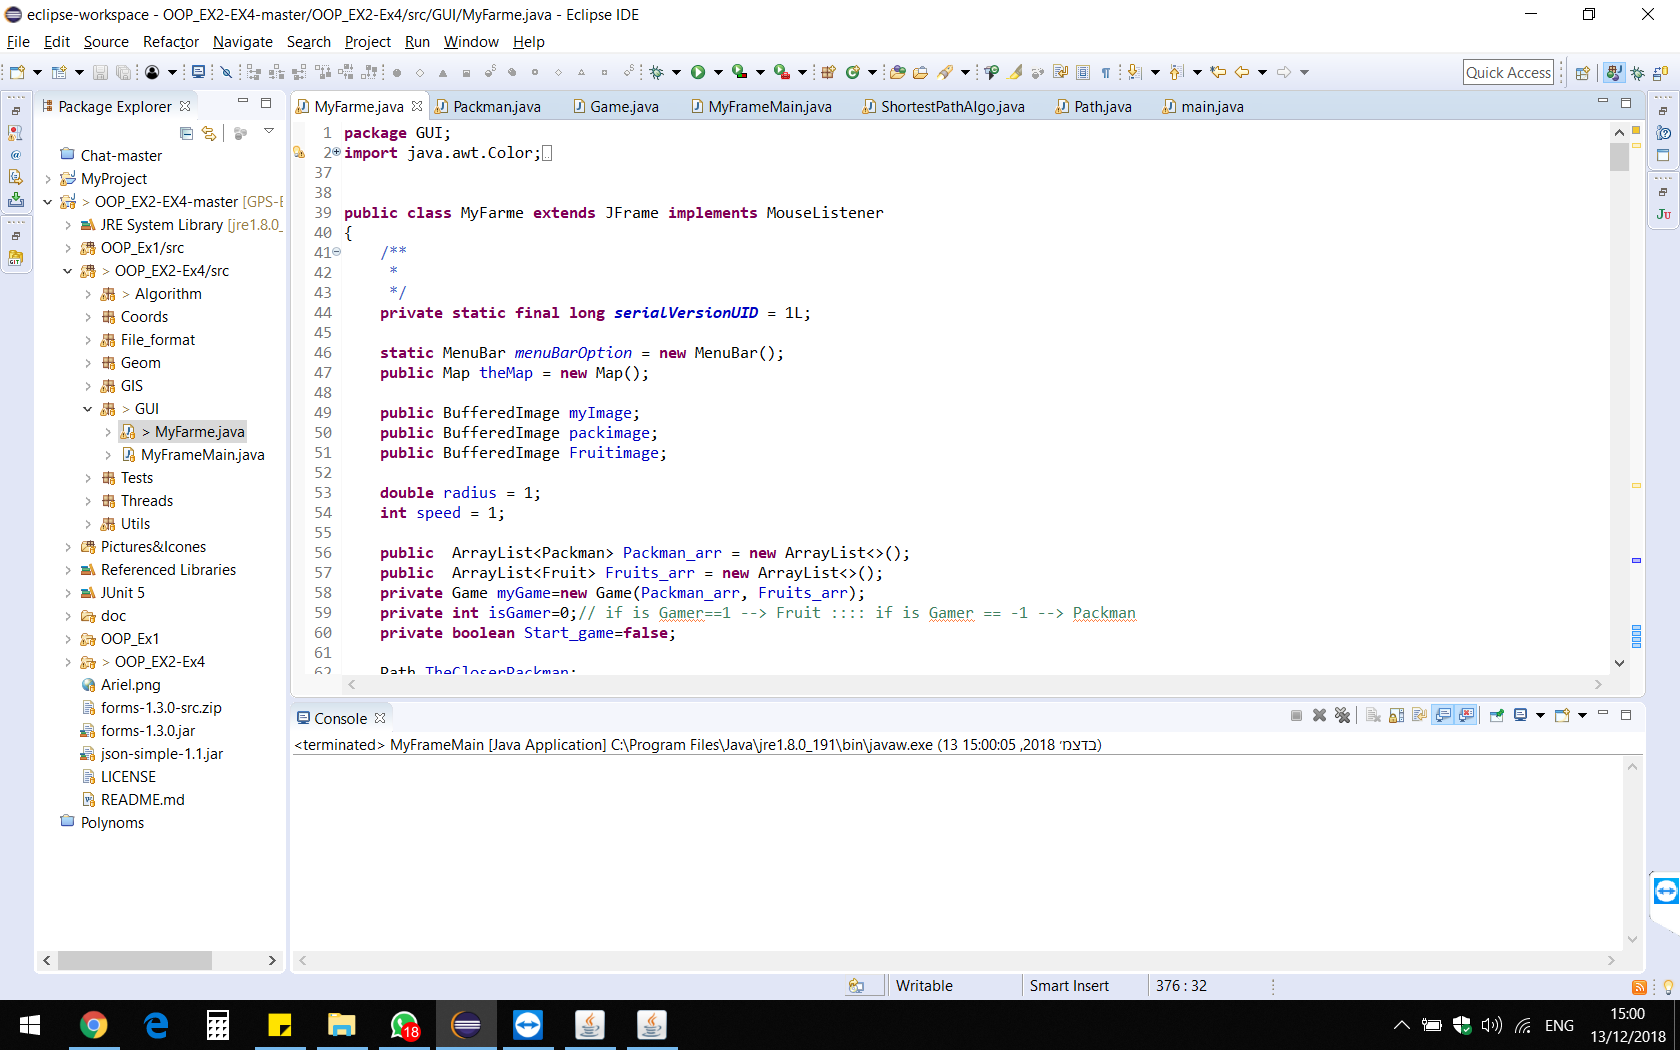 eclipse-workspace - OOP_EX2-EX4-master/OOP_EX2-Ex4/src/GUI/MyFarme.java - Eclipse IDE
File Edit Source Refactor Navigate Search Project Run Window Help
Quick Access
Package Explorer
Chat-master
MyProject
> OOP_EX2-EX4-master [GPS-E
JRE System Library [jre1.8.0_
OOP_Ex1/src
> OOP_EX2-Ex4/src
> Algorithm
Coords
File_format
Geom
GIS
> GUI
> MyFarme.java
MyFrameMain.java
Tests
Threads
Utils
Pictures&Icones
Referenced Libraries
JUnit 5
doc
OOP_Ex1
> OOP_EX2-Ex4
Ariel.png
forms-1.3.0-src.zip
forms-1.3.0.jar
json-simple-1.1.jar
LICENSE
README.md
Polynoms
MyFarme.java Packman.java Game.java MyFrameMain.java ShortestPathAlgo.java Path.java main.java
1 package GUI;
2 import java.awt.Color;
37
38
39 public class MyFarme extends JFrame implements MouseListener
40 {
41 /**
42 *
43 */
44 private static final long serialVersionUID = 1L;
45
46 static MenuBar menuBarOption = new MenuBar();
47 public Map theMap = new Map();
48
49 public BufferedImage myImage;
50 public BufferedImage packimage;
51 public BufferedImage Fruitimage;
52
53 double radius = 1;
54 int speed = 1;
55
56 public ArrayList<Packman> Packman_arr = new ArrayList<>();
57 public ArrayList<Fruit> Fruits_arr = new ArrayList<>();
58 private Game myGame=new Game(Packman_arr, Fruits_arr);
59 private int isGamer=0;// if is Gamer==1 --> Fruit :::: if is Gamer == -1 --> Packman
60 private boolean Start_game=false;
61
62 Path TheCloserPackman;
Console
<terminated> MyFrameMain [Java Application] C:\Program Files\Java\jre1.8.0_191\bin\javaw.exe (13 בדצמ׳ 2018, 15:00:05)
Writable Smart Insert 376 : 32
18
ENG
15:00
13/12/2018